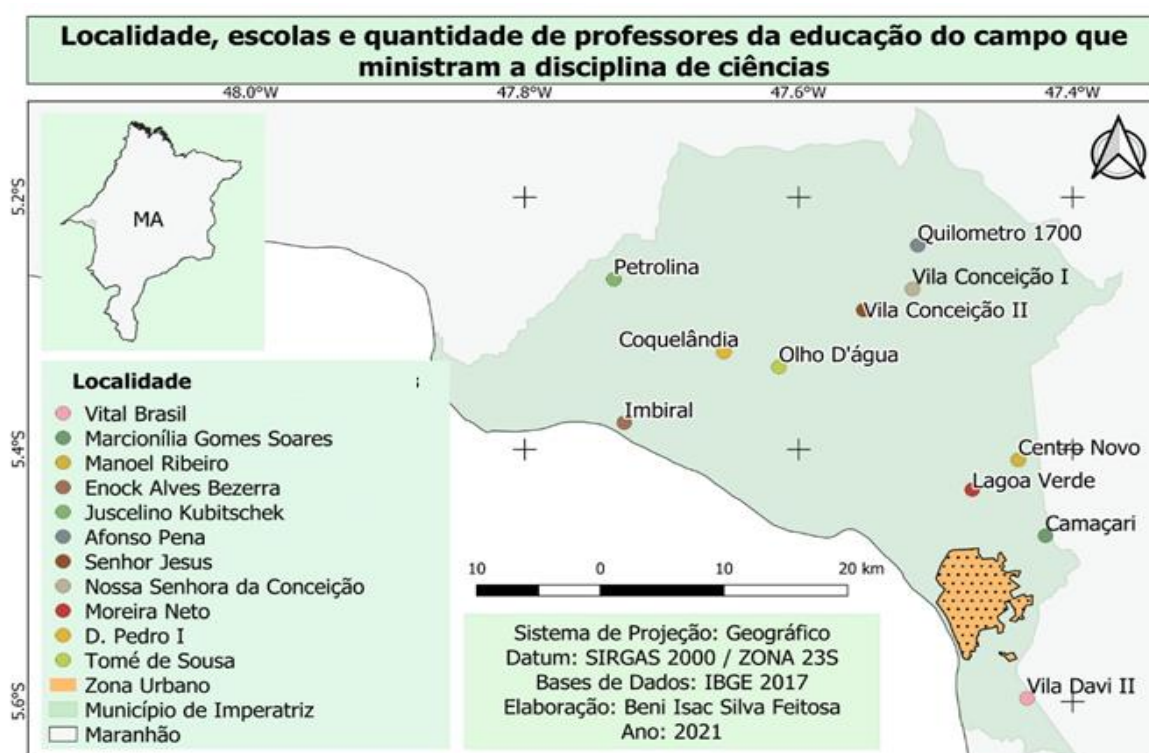 Localidade, escolas e quantidade de professores da educação do campo que
ministram a disciplina de ciências
48.0°W
47.8°W
47.6°W
47.4°W
5.2°S
5.4°S
5.6°S
MA
Quilometro 1700
Petrolina
Vila Conceição I
Vila Conceição II
Coquelândia
Olho D'água
Imbiral
Centro Novo
Lagoa Verde
Camaçari
Vila Davi II
Localidade
Vital Brasil
Marcionília Gomes Soares
Manoel Ribeiro
Enock Alves Bezerra
Juscelino Kubitschek
Afonso Pena
Senhor Jesus
Nossa Senhora da Conceição
Moreira Neto
D. Pedro I
Tomé de Sousa
Zona Urbano
Município de Imperatriz
Maranhão
10 0 10 20 km
Sistema de Projeção: Geográfico
Datum: SIRGAS 2000 / ZONA 23S
Bases de Dados: IBGE 2017
Elaboração: Beni Isac Silva Feitosa
Ano: 2021